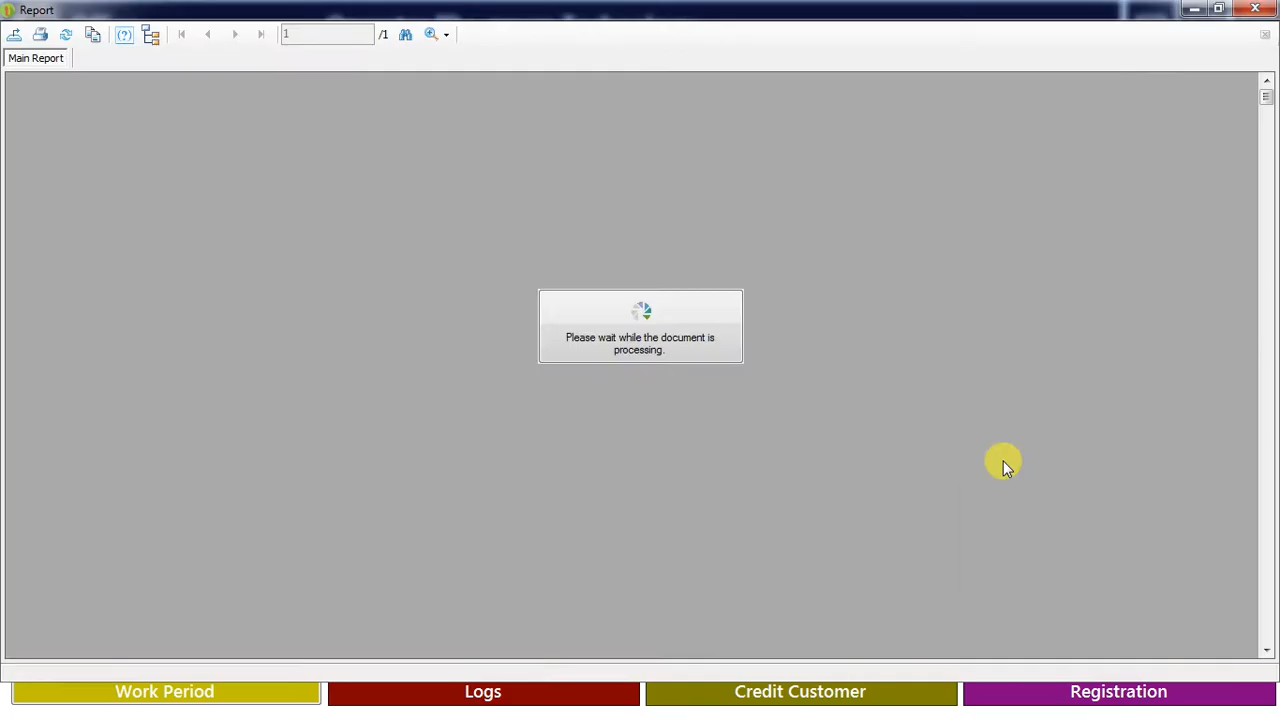 Report
1 /1
Main Report
Please wait while the document is
processing.
Work Period Logs Credit Customer Registration